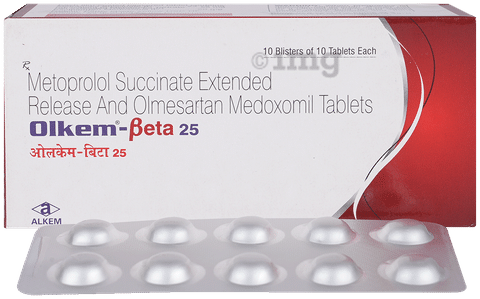 10 Blisters of 10 Tablets Each
©1mg
Rx
Metoprolol Succinate Extended
Release And Olmesartan Medoxomil Tablets
Olkem®-βeta 25
ओलकेम-बिटा 25
a
ALKEM